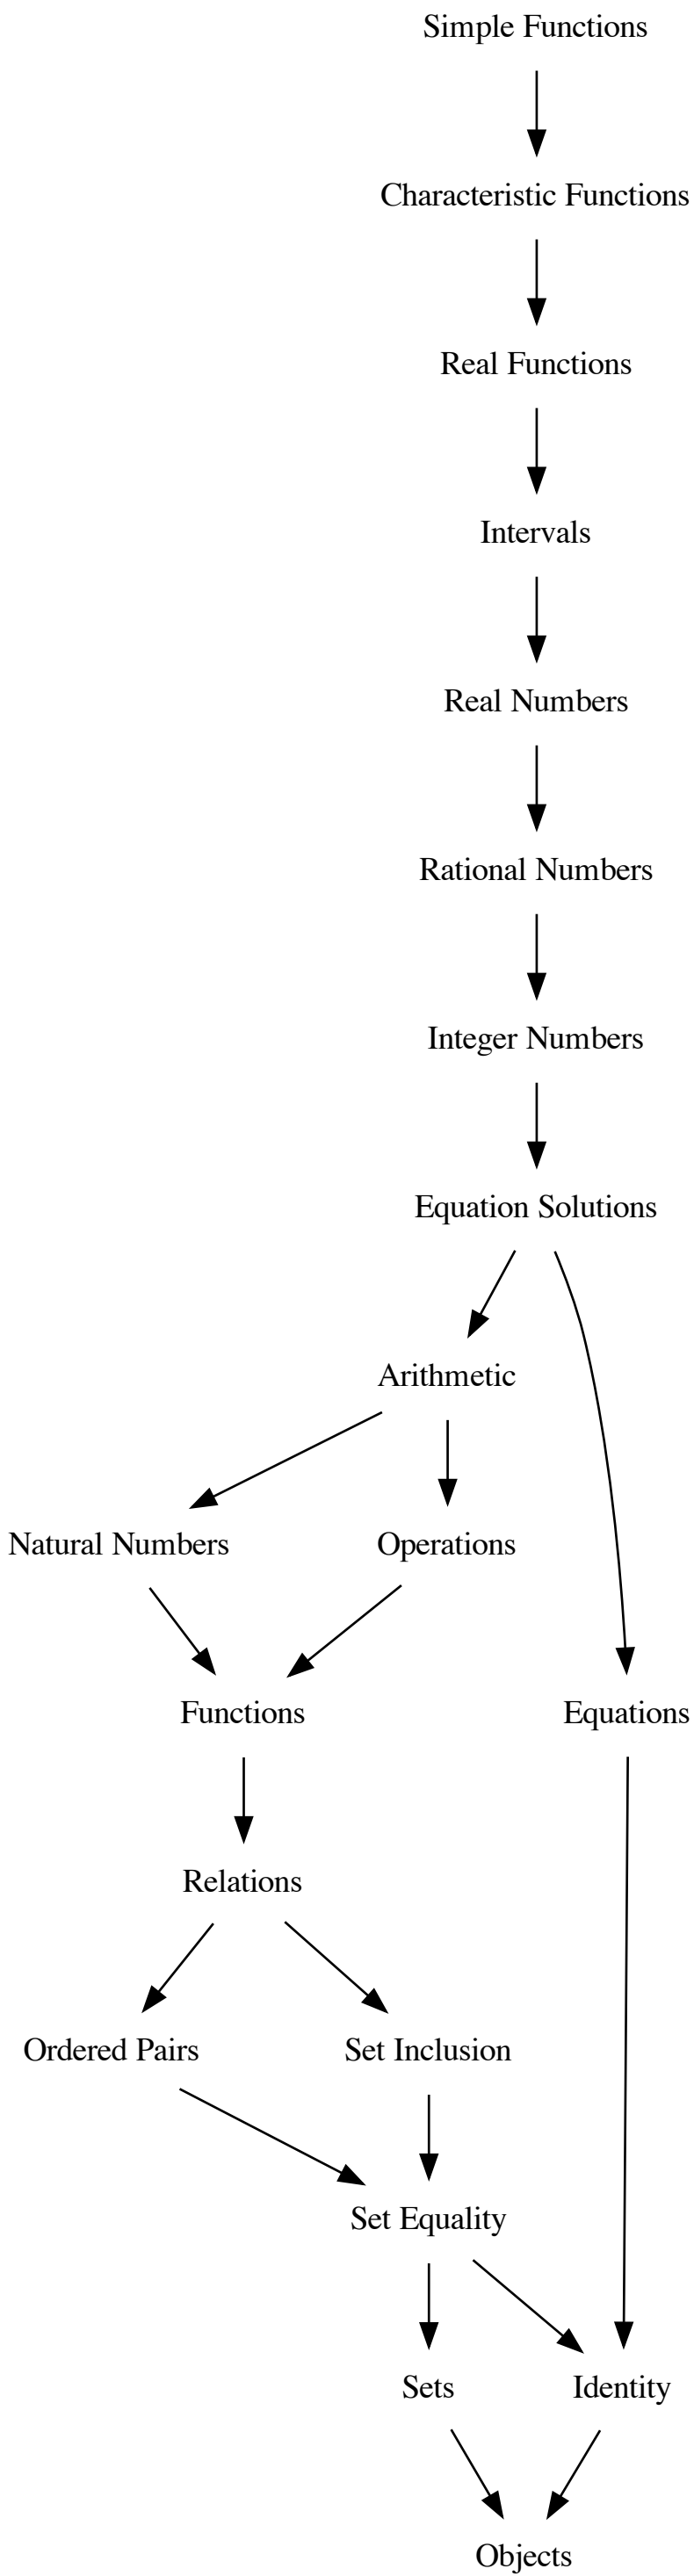 Simple Functions
Characteristic Functions
Real Functions
Intervals
Real Numbers
Rational Numbers
Integer Numbers
Equation Solutions
Arithmetic
Natural Numbers
Operations
Functions
Equations
Relations
Ordered Pairs
Set Inclusion
Set Equality
Sets
Identity
Objects